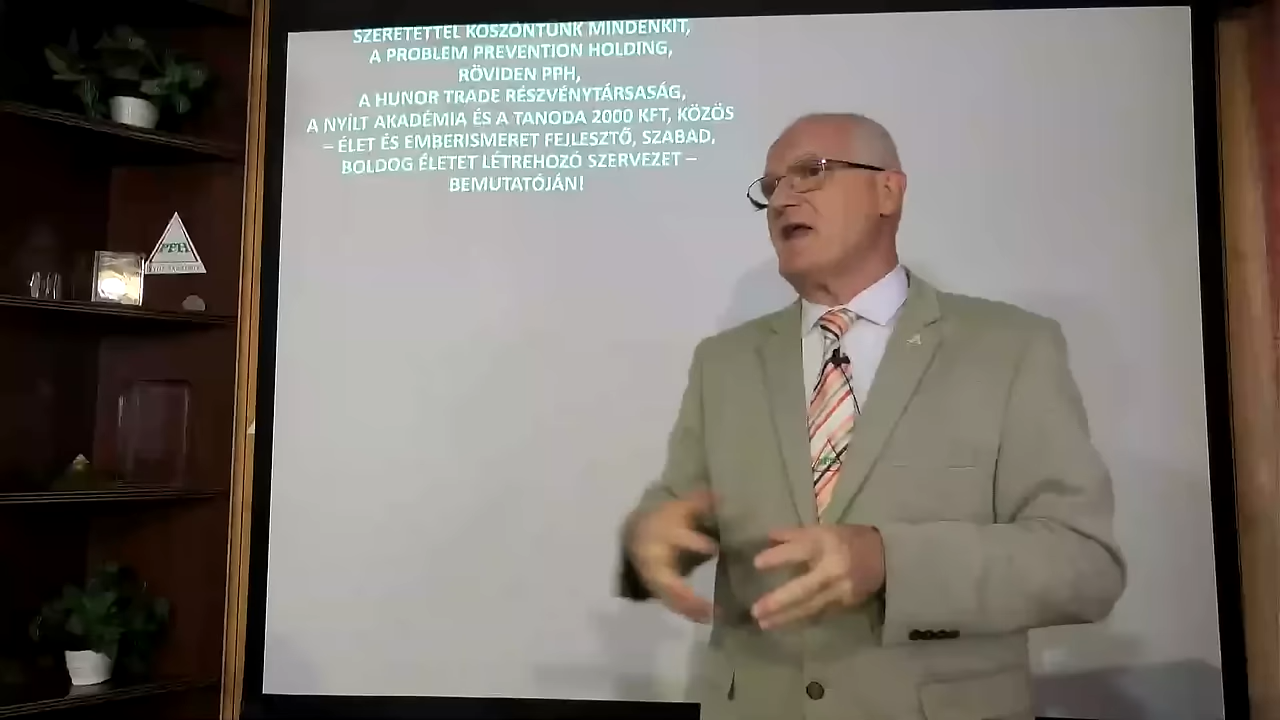 SZERETETTEL KÖSZÖNTÜNK MINDENKIT,
A PROBLEM PREVENTION HOLDING,
RÖVIDEN PPH,
A HUNOR TRADE RÉSZVÉNYTÁRSASÁG,
A NYÍLT AKADÉMIA ÉS A TANODA 2000 KFT, KÖZÖS
– ÉLET ÉS EMBERISMERET FEJLESZTŐ, SZABAD,
BOLDOG ÉLETET LÉTREHOZÓ SZERVEZET –
BEMUTATÓJÁN!
PPH